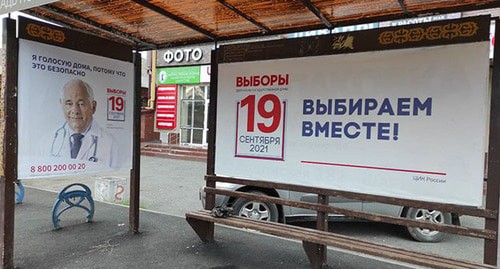 Я ГОЛОСУЮ ДОМА, ПОТОМУ ЧТО
ЭТО БЕЗОПАСНО
ВЫБОРЫ
19
8 800 200 00 20
ФОТО
ВЫБОРЫ
19
СЕНТЯБРЯ
2021
ВЫБИРАЕМ
ВМЕСТЕ!
ЦИК России